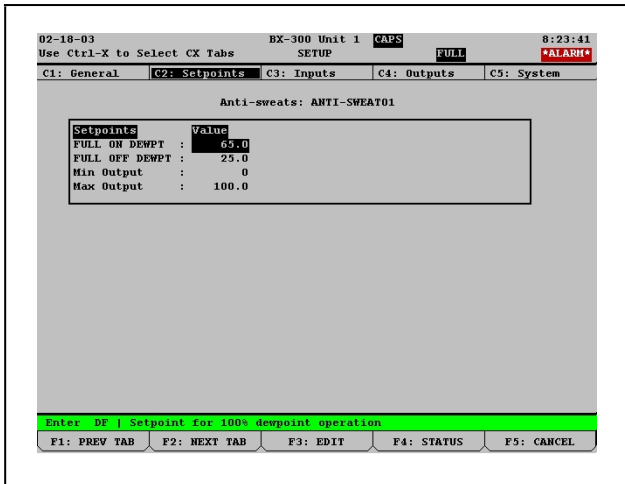 02-18-03 BX-300 Unit 1 CAPS 8:23:41
Use Ctrl-X to Select CX Tabs SETUP FULL *ALARM*
C1: General C2: Setpoints C3: Inputs C4: Outputs C5: System
Anti-sweats: ANTI-SWEAT01
Setpoints Value
FULL ON DEWPT : 65.0
FULL OFF DEWPT : 25.0
Min Output : 0
Max Output : 100.0
Enter DF | Setpoint for 100% dewpoint operation
F1: PREV TAB F2: NEXT TAB F3: EDIT F4: STATUS F5: CANCEL